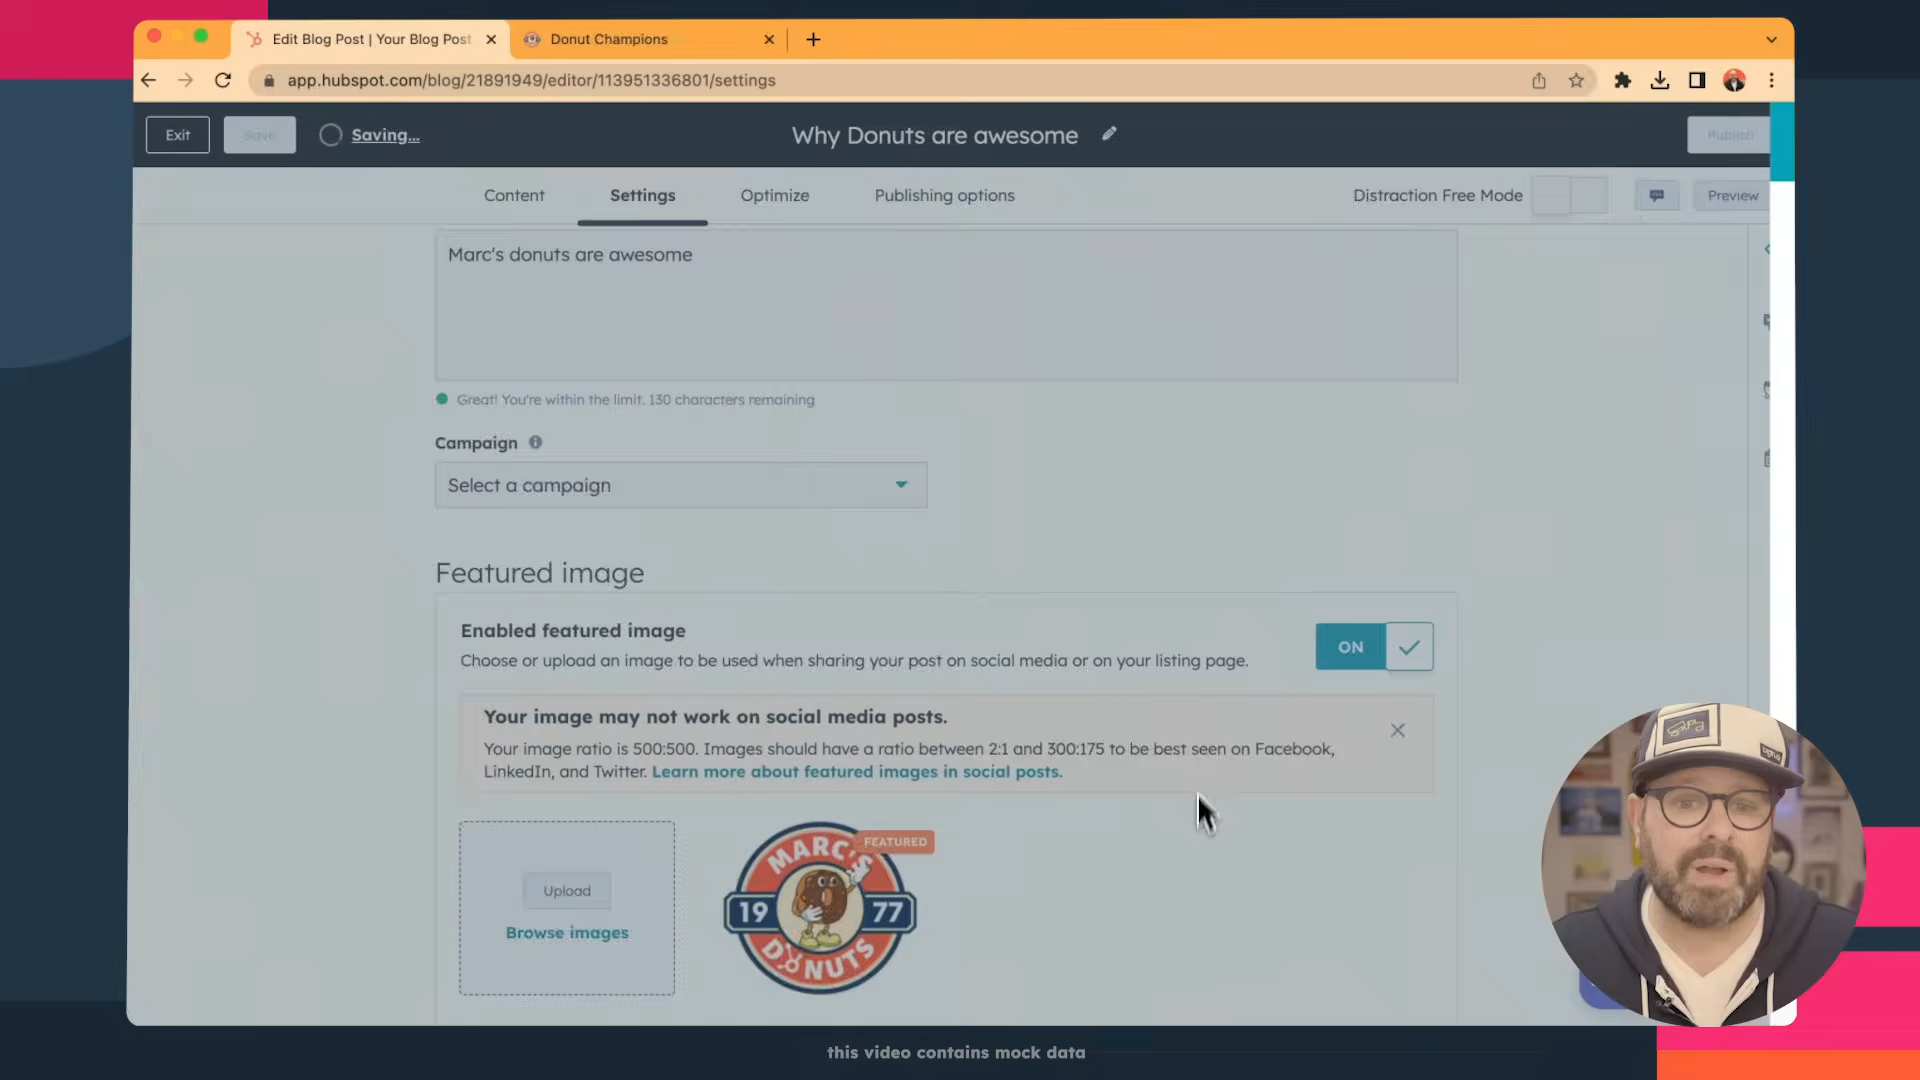 Edit Blog Post | Your Blog Post
Donut Champions
app.hubspot.com/blog/21891949/editor/113951336801/settings
Exit
Save
Saving...
Why Donuts are awesome
Publish
Content
Settings
Optimize
Publishing options
Distraction Free Mode
Preview
Marc's donuts are awesome
Great! You're within the limit. 130 characters remaining
Campaign
Select a campaign
Featured image
Enabled featured image
Choose or upload an image to be used when sharing your post on social media or on your listing page.
ON
Your image may not work on social media posts.
Your image ratio is 500:500. Images should have a ratio between 2:1 and 300:175 to be best seen on Facebook,
LinkedIn, and Twitter. Learn more about featured images in social posts.
Upload
Browse images
FEATURED
MARC'S
19 77
DONUTS
this video contains mock data